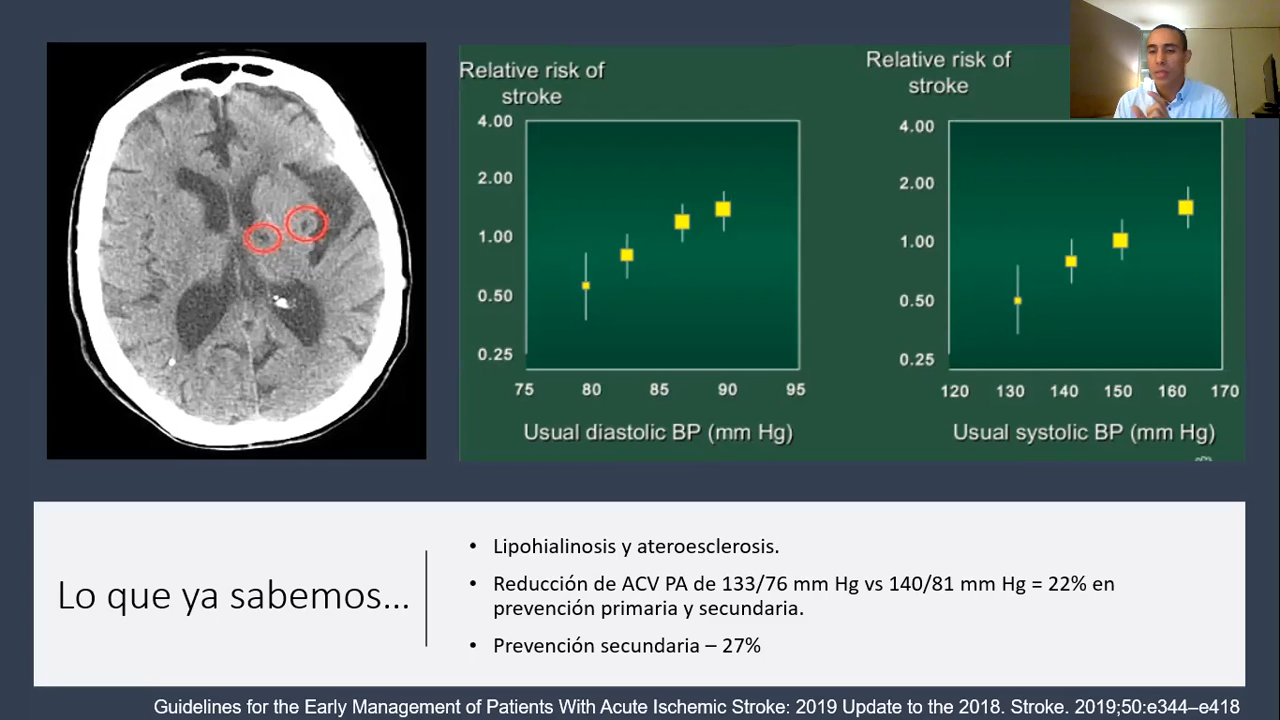 Relative risk of
stroke
4.00
2.00
1.00
0.50
0.25
75 80 85 90 95
Usual diastolic BP (mm Hg)
Relative risk of
stroke
4.00
2.00
1.00
0.50
0.25
120 130 140 150 160 170
Usual systolic BP (mm Hg)
Lo que ya sabemos...
• Lipohialinosis y ateroesclerosis.
• Reducción de ACV PA de 133/76 mm Hg vs 140/81 mm Hg = 22% en
prevención primaria y secundaria.
• Prevención secundaria – 27%
Guidelines for the Early Management of Patients With Acute Ischemic Stroke: 2019 Update to the 2018. Stroke. 2019;50:e344–e418